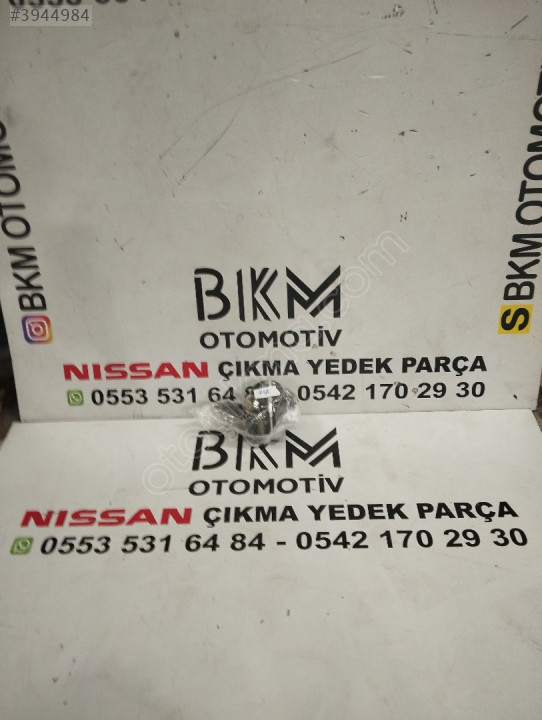 #3944984
BKM OTOMO
BKM OTOMOTİ
S
BKM
OTOMOTİV
NISSAN ÇIKMA YEDEK PARÇA
0553 531 64 8 - 0542 170 29 30
BKM
OTOMOTİV
NISSAN ÇIKMA YEDEK PARÇA
0553 531 64 84 - 0542 170 29 30